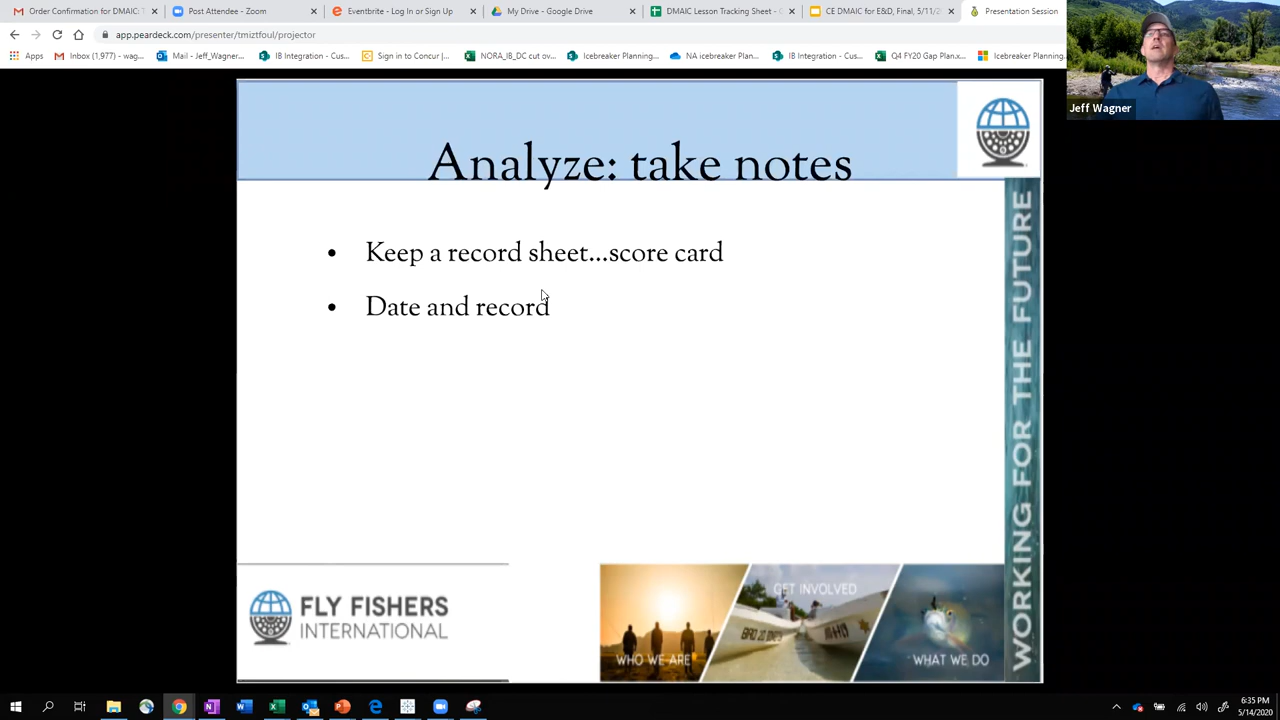 Order Confirmation for DMAIC: T
Post Attendee - Zoom
Eventbrite - Log In or Sign Up
My Drive - Google Drive
DMAIC Lesson Tracking Sheet - G
CE DMAIC for E&D, Final, 5/11/2
Presentation Session
app.peardeck.com/presenter/tmiztfoul/projector
Apps
Inbox (1,977) - wag...
Mail - Jeff_Wagner...
IB Integration - Cus...
Sign in to Concur |...
NORA_IB_DC cut ov...
Icebreaker Planning...
NA icebreaker Plan...
IB Integration - Cus...
Q4 FY20 Gap Plan.x...
Icebreaker Planning
Jeff Wagner
Analyze: take notes
• Keep a record sheet...score card
• Date and record
WORKING FOR THE FUTURE
FLY FISHERS
INTERNATIONAL
GET INVOLVED
WHO WE ARE
WHAT WE DO
6:35 PM
5/14/2020